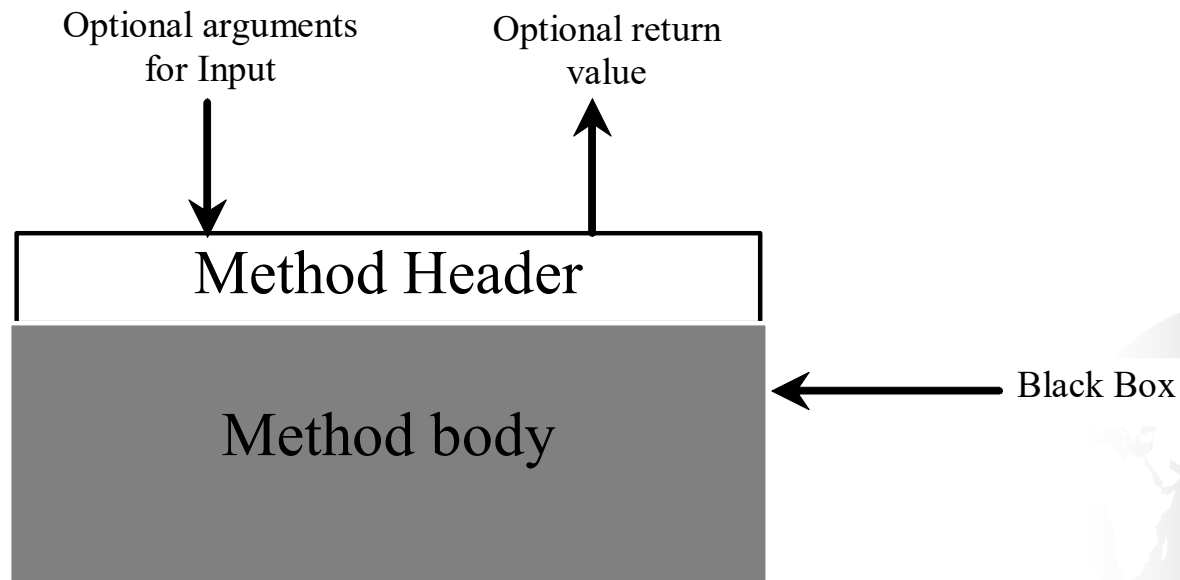 Optional arguments
for Input
Optional return
value
Method Header
Black Box
Method body